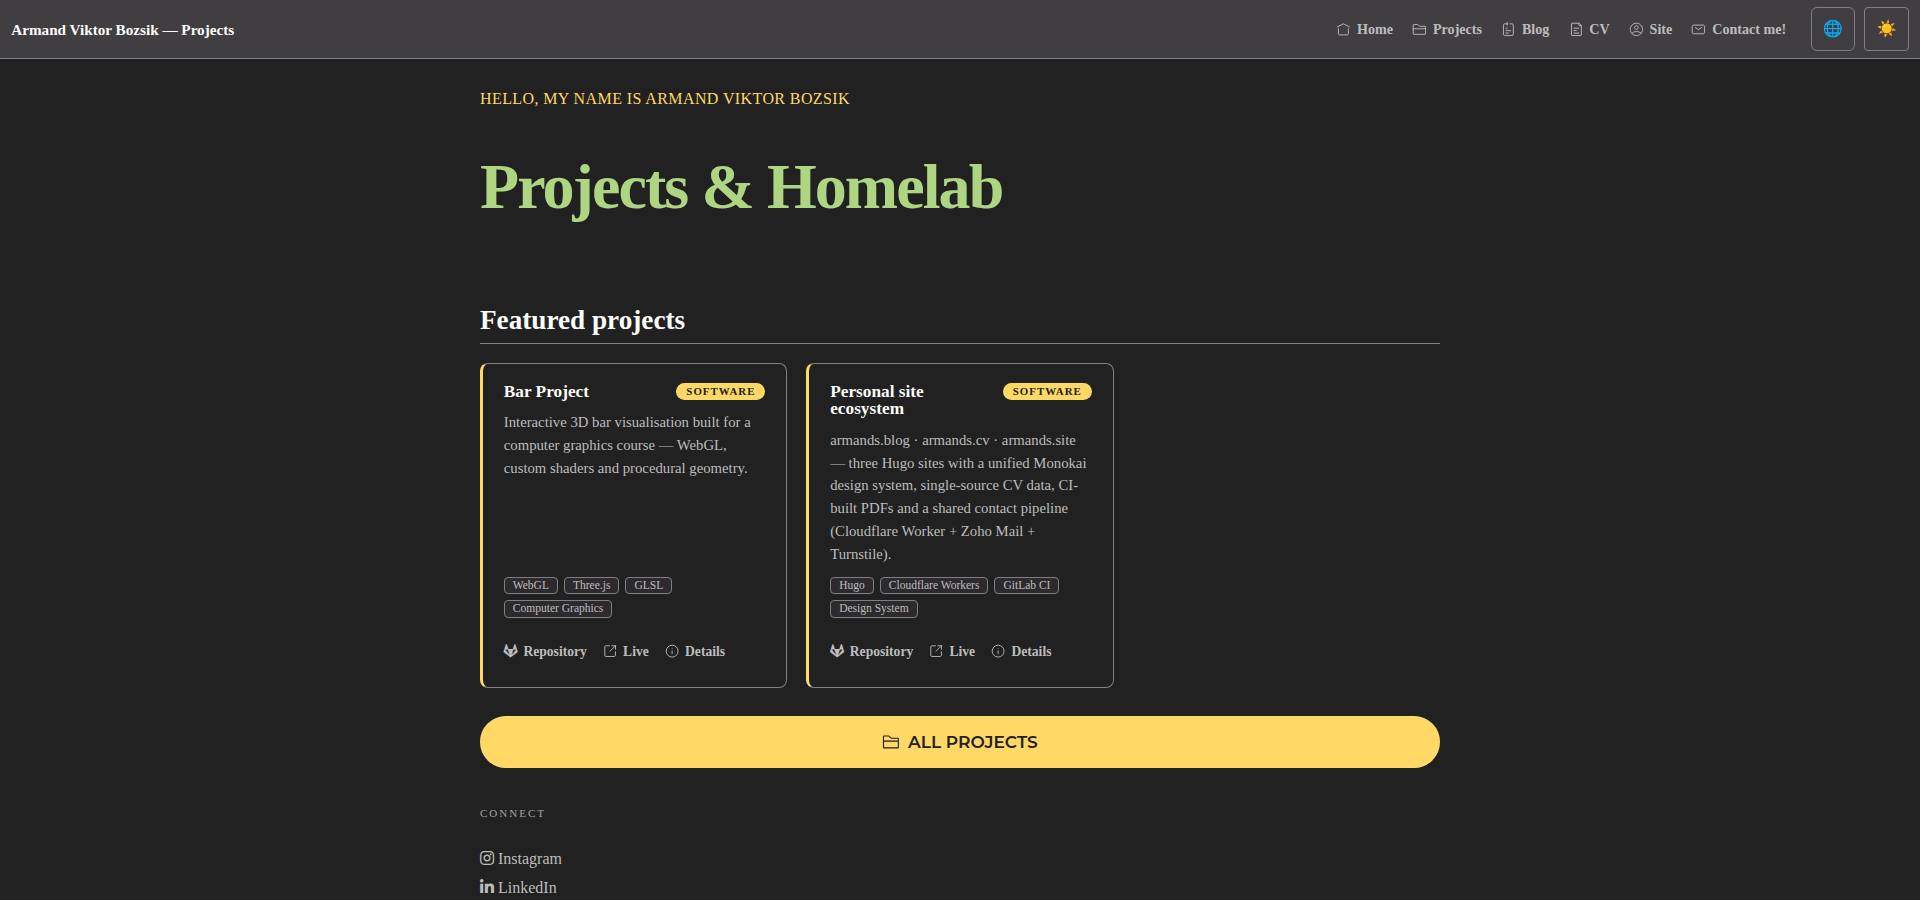 Armand Viktor Bozsik — Projects
Home Projects Blog CV Site Contact me!
HELLO, MY NAME IS ARMAND VIKTOR BOZSIK
Projects & Homelab
Featured projects
Bar Project
SOFTWARE
Interactive 3D bar visualisation built for a
computer graphics course — WebGL,
custom shaders and procedural geometry.
WebGL Three.js GLSL
Computer Graphics
Repository Live Details
Personal site
ecosystem
SOFTWARE
armands.blog · armands.cv · armands.site
— three Hugo sites with a unified Monokai
design system, single-source CV data, CI-
built PDFs and a shared contact pipeline
(Cloudflare Worker + Zoho Mail +
Turnstile).
Hugo Cloudflare Workers GitLab CI
Design System
Repository Live Details
ALL PROJECTS
CONNECT
Instagram
LinkedIn